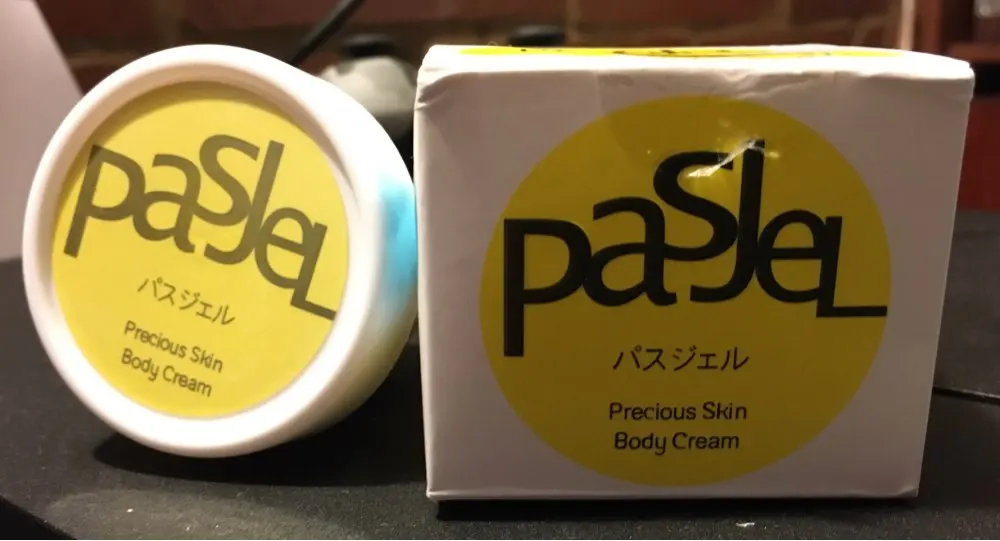 pasJeL
パスジェル
Precious Skin
Body Cream
pasJeL
パスジェル
Precious Skin
Body Cream